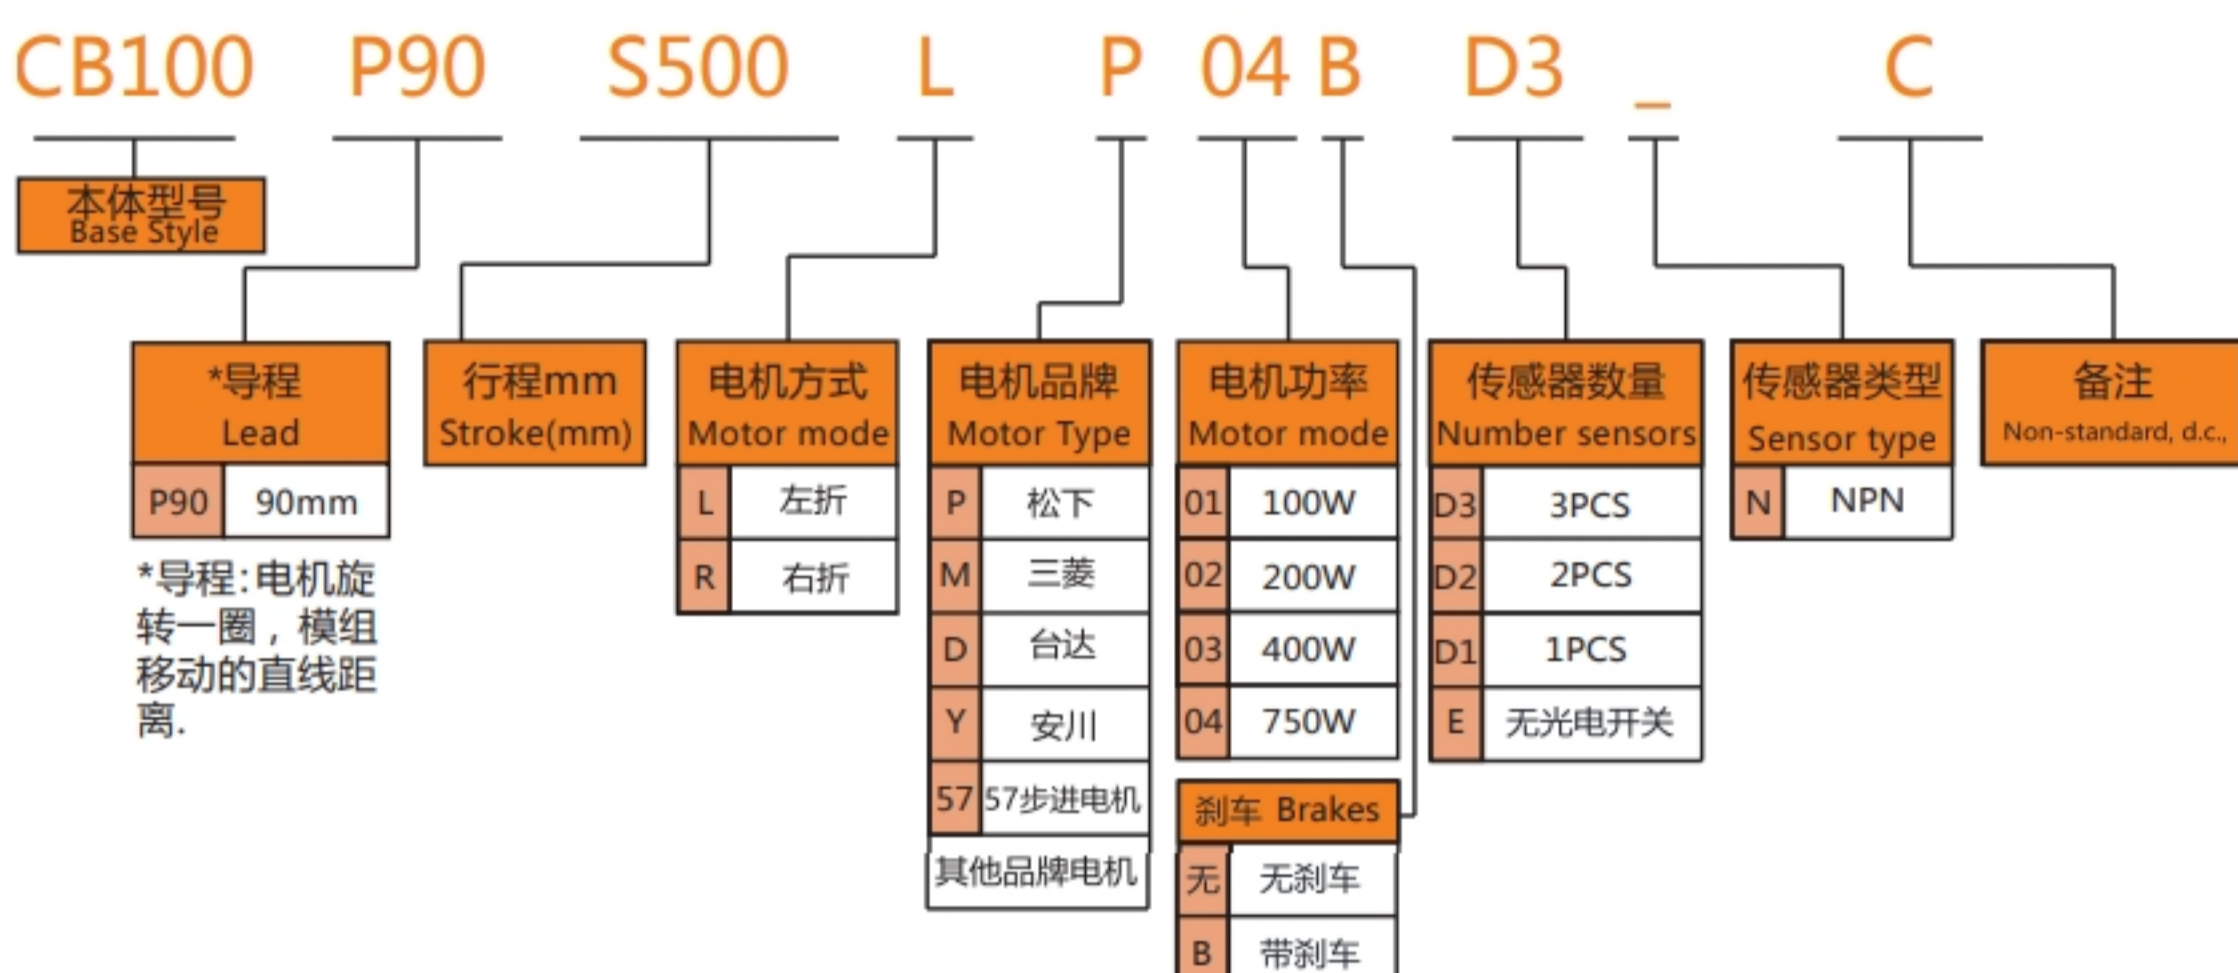 CB100 P90 S500 L P 04 B D3 _ C
本体型号
Base Style
*导程
Lead
P90 90mm
*导程:电机旋
转一圈，模组
移动的直线距
离.
行程mm
Stroke(mm)
电机方式
Motor mode
L 左折
R 右折
电机品牌
Motor Type
P 松下
M 三菱
D 台达
Y 安川
57 57步进电机
其他品牌电机
电机功率
Motor mode
01 100W
02 200W
03 400W
04 750W
刹车 Brakes
无 无刹车
B 带刹车
传感器数量
Number sensors
D3 3PCS
D2 2PCS
D1 1PCS
E 无光电开关
传感器类型
Sensor type
N NPN
备注
Non-standard, d.c.,